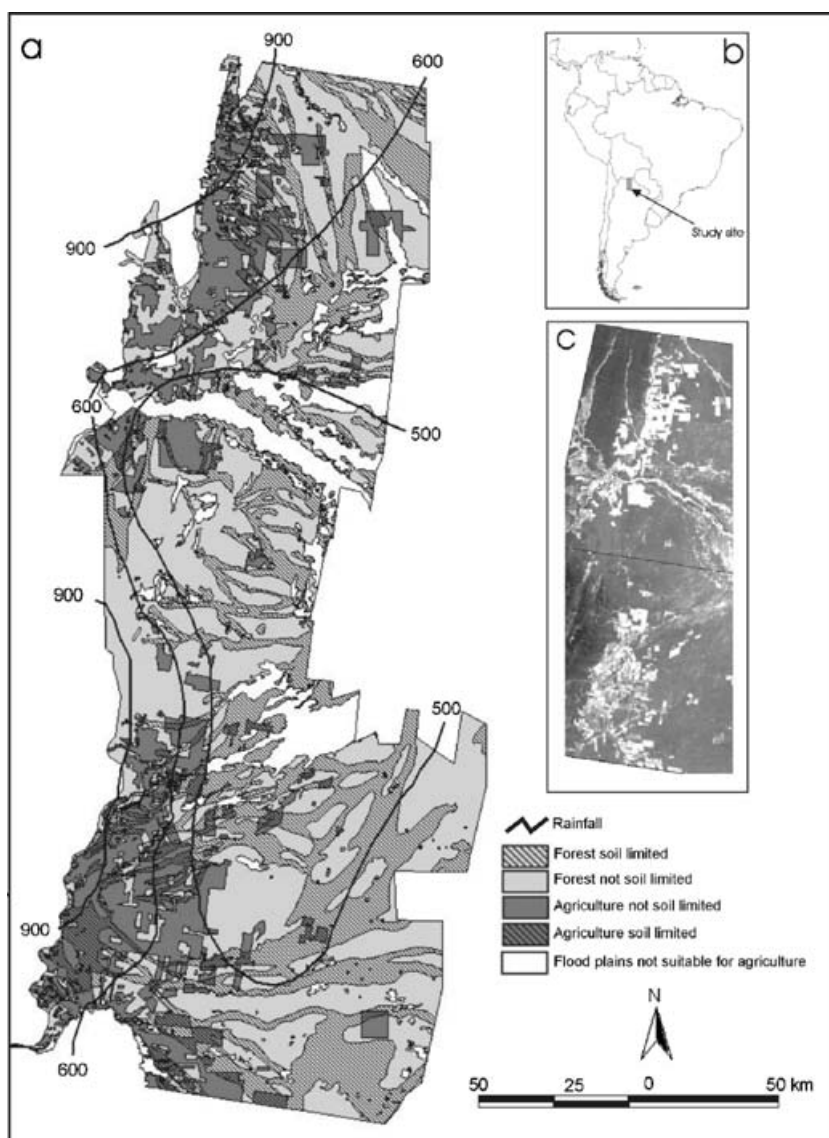 a
900
600
900
600
500
900
500
900
600
b
Study site
c
Rainfall
Forest soil limited
Forest not soil limited
Agriculture not soil limited
Agriculture soil limited
Flood plains not suitable for agriculture
N
50 25 0 50 km